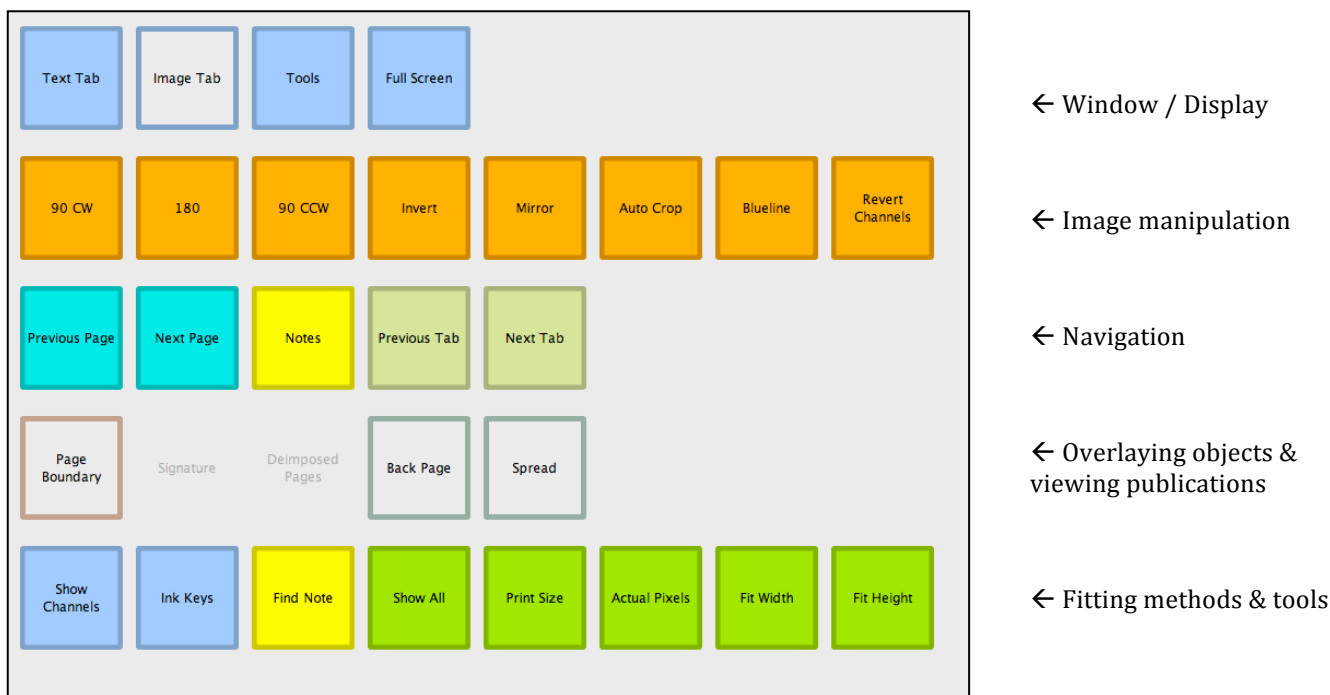 Text Tab
Image Tab
Tools
Full Screen
← Window / Display
90 CW
180
90 CCW
Invert
Mirror
Auto Crop
Blueline
Revert
Channels
← Image manipulation
Previous Page
Next Page
Notes
Previous Tab
Next Tab
← Navigation
Page
Boundary
Signature
Deimposed
Pages
Back Page
Spread
← Overlaying objects &
viewing publications
Show
Channels
Ink Keys
Find Note
Show All
Print Size
Actual Pixels
Fit Width
Fit Height
← Fitting methods & tools